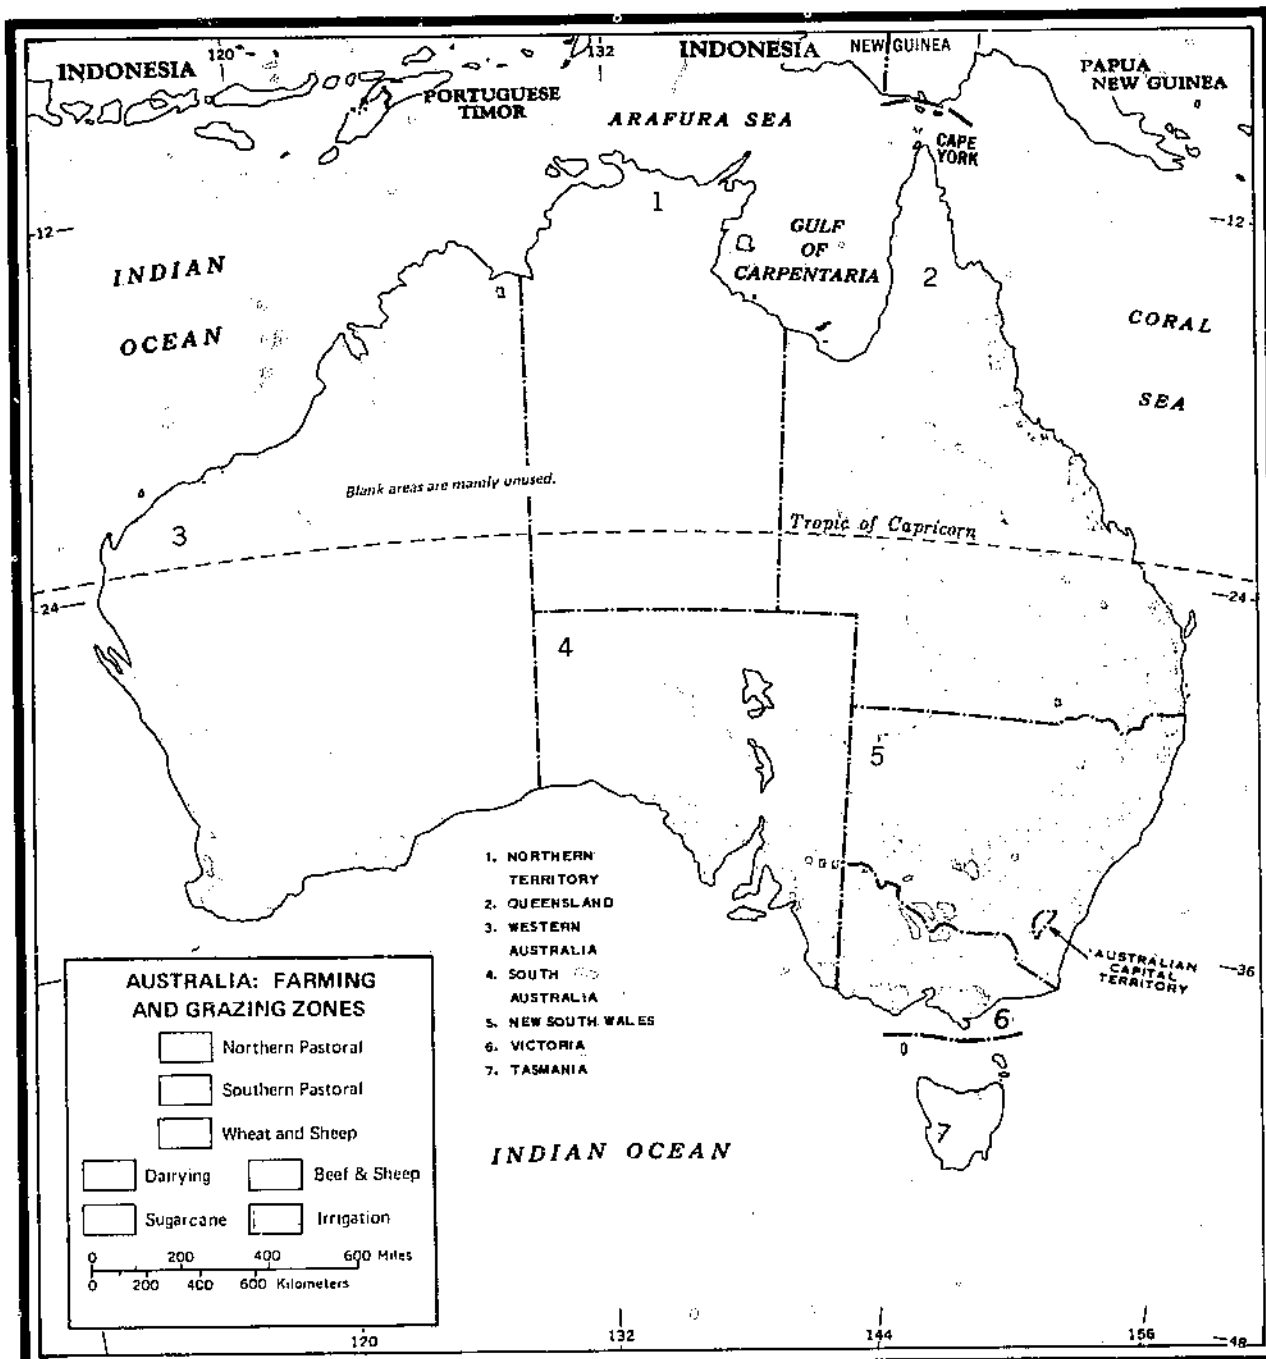 120°
INDONESIA
132
INDONESIA
NEW GUINEA
PAPUA
NEW GUINEA
PORTUGUESE
TIMOR
ARAFURA SEA
CAPE
YORK
1
12
12
GULF
OF
CARPENTARIA
2
INDIAN
OCEAN
CORAL
SEA
Blank areas are mainly unused.
3
Tropic of Capricorn
24
24
4
5
1. NORTHERN
TERRITORY
2. QUEENSLAND
3. WESTERN
AUSTRALIA
4. SOUTH
AUSTRALIA
5. NEW SOUTH WALES
6. VICTORIA
7. TASMANIA
AUSTRALIAN
CAPITAL
TERRITORY
36
6
7
INDIAN OCEAN
AUSTRALIA: FARMING
AND GRAZING ZONES
Northern Pastoral
Southern Pastoral
Wheat and Sheep
Dairying Beef & Sheep
Sugarcane Irrigation
0 200 400 600 Miles
0 200 400 600 Kilometers
120 132 144 156 48